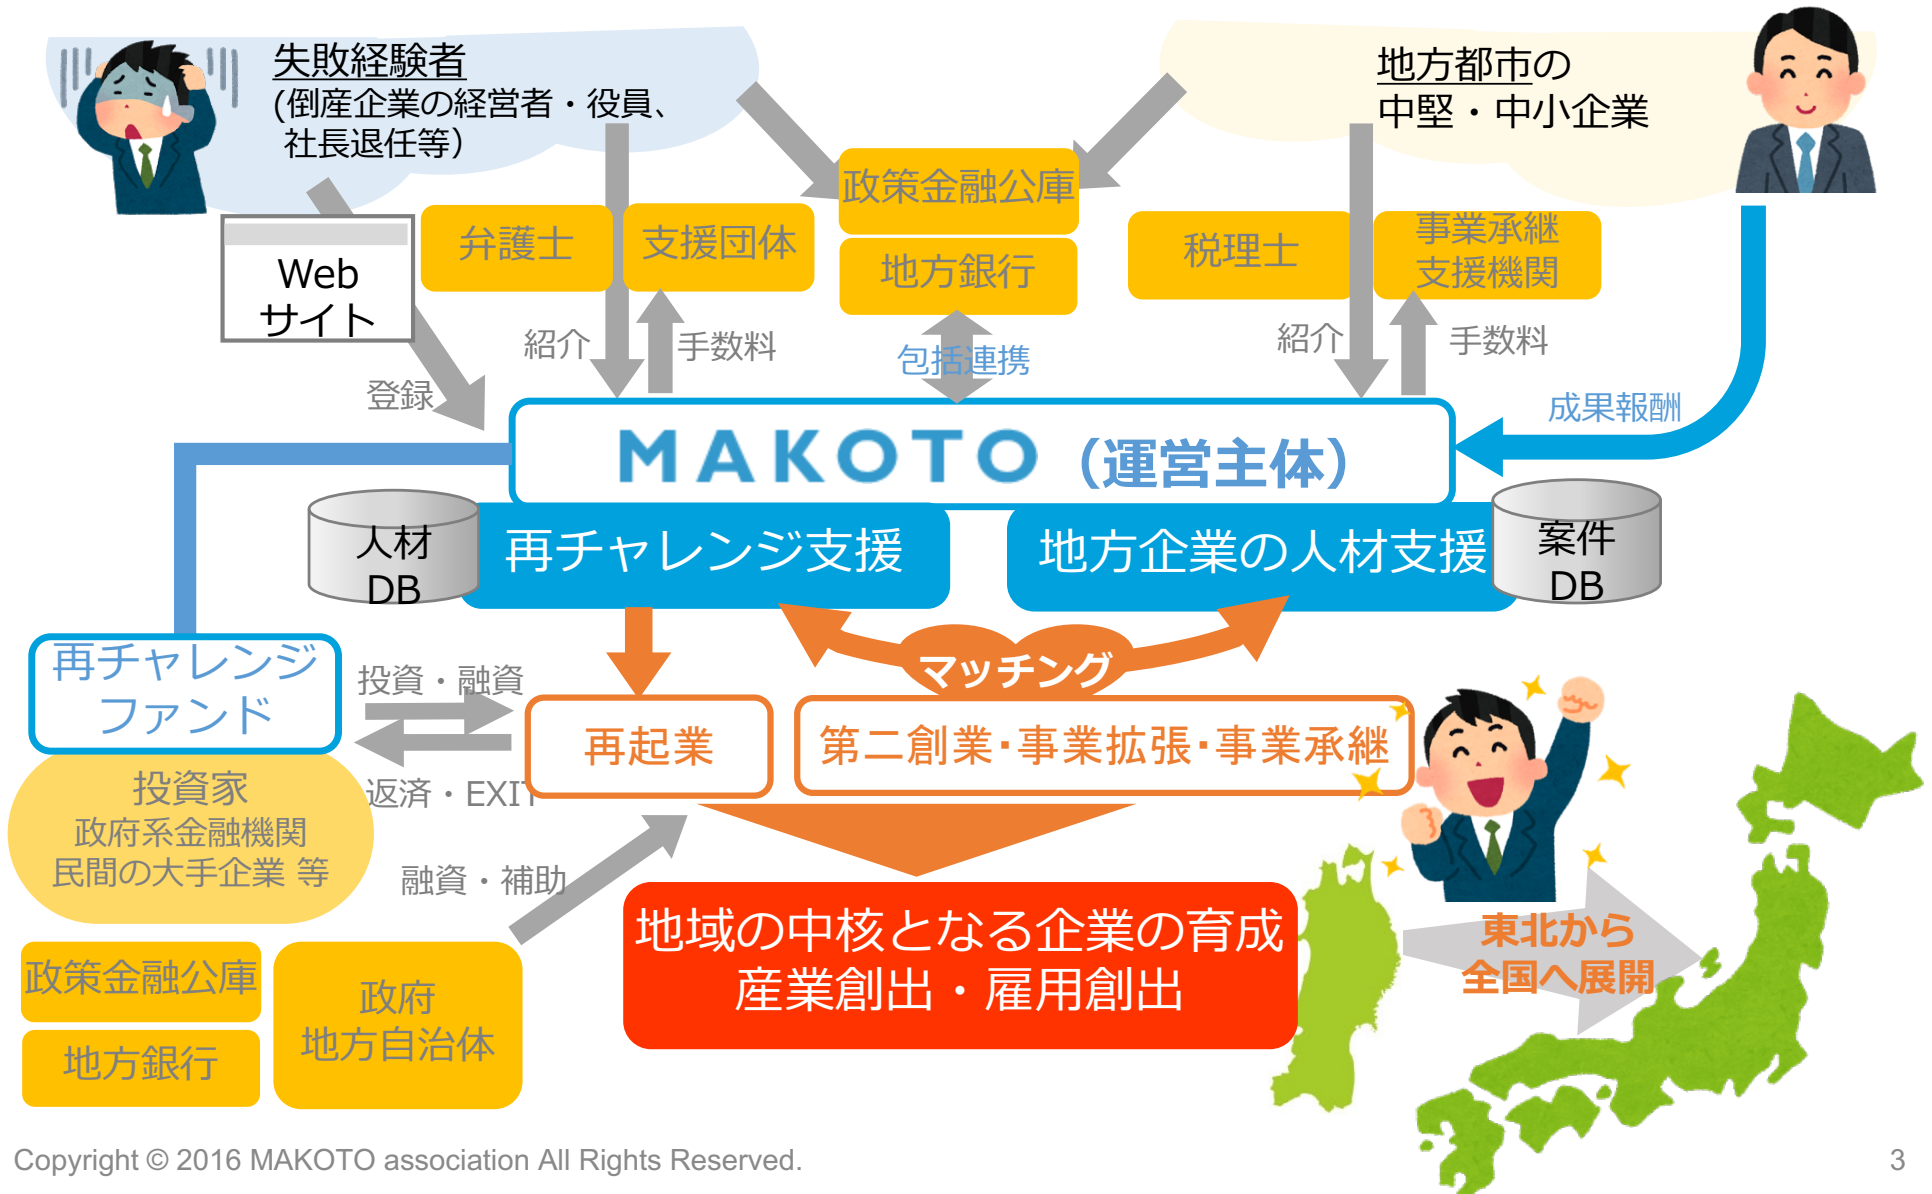 失敗経験者
(倒産企業の経営者・役員、
社長退任等）
地方都市の
中堅・中小企業
政策金融公庫
地方銀行
弁護士
支援団体
税理士
事業承継
支援機関
Web
サイト
紹介
手数料
包括連携
紹介
手数料
登録
成果報酬
MAKOTO（運営主体）
人材
DB
再チャレンジ支援
地方企業の人材支援
案件
DB
マッチング
再チャレンジ
ファンド
投資・融資
返済・EXIT
再起業
第二創業・事業拡張・事業承継
投資家
政府系金融機関
民間の大手企業 等
融資・補助
地域の中核となる企業の育成
産業創出・雇用創出
東北から
全国へ展開
政策金融公庫
地方銀行
政府
地方自治体
Copyright © 2016 MAKOTO association All Rights Reserved.
3